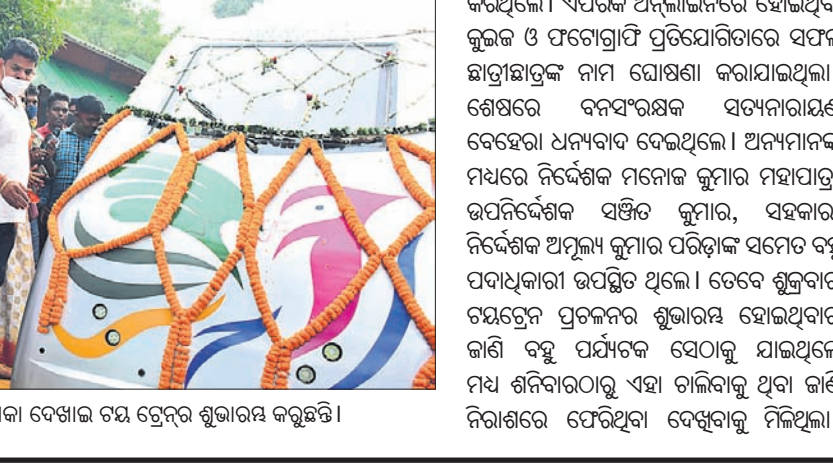 କରିଥିଲେ। ଏପରିକି ଅନ୍‌ଲାଇନରେ ହୋଇଥିବା
କୁଇଜ ଓ ଫଟୋଗ୍ରାଫି ପ୍ରତିଯୋଗିତାରେ ସଫଳ
ଛାତ୍ରୀଛାତ୍ରଙ୍କ ନାମ ଘୋଷଣା କରାଯାଇଥିଲା।
ଶେଷରେ ବନସଂରକ୍ଷକ ସତ୍ୟନାରାୟଣ
ବେହେରା ଧନ୍ୟବାଦ ଦେଇଥିଲେ। ଅନ୍ୟମାନଙ୍କ
ମଧ୍ୟରେ ନିର୍ଦ୍ଦେଶକ ମନୋଜ କୁମାର ମହାପାତ୍ର,
ଉପନିର୍ଦ୍ଦେଶକ ସଞ୍ଜିତ କୁମାର, ସହକାରୀ
ନିର୍ଦ୍ଦେଶକ ଅମୂଲ୍ୟ କୁମାର ପରିଡ଼ାଙ୍କ ସମେତ ବହୁ
ପଦାଧିକାରୀ ଉପସ୍ଥିତ ଥିଲେ। ତେବେ ଶୁକ୍ରବାର
ଟୟଟ୍ରେନ ପ୍ରଚଳନର ଶୁଭାରମ୍ଭ ହୋଇଥିବାର
ଜାଣି ବହୁ ପର୍ଯ୍ୟଟକ ସେଠାକୁ ଯାଇଥିଲେ
ମଧ୍ୟ ଶନିବାରଠାରୁ ଏହା ଚାଲିବାକୁ ଥିବା ଜାଣି
ନିରାଶରେ ଫେରିଥିବା ଦେଖିବାକୁ ମିଳିଥିଲା।
ଦେଖାଇ ଟୟ ଟ୍ରେନ୍‌ର ଶୁଭାରମ୍ଭ କରୁଛନ୍ତି।